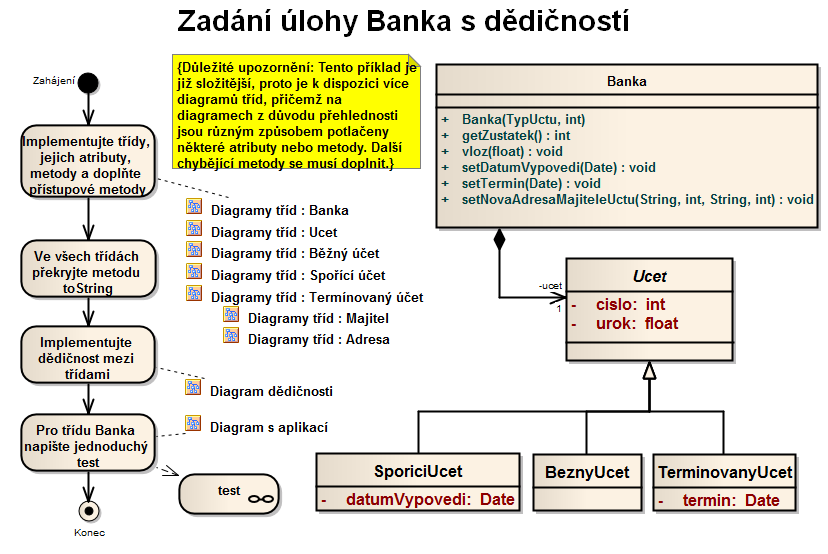 Zadání úlohy Banka s dědičností
Zahájení
Implementujte třídy,
jejich atributy,
metody a doplňte
přístupové metody
Ve všech třídách
překryjte metodu
toString
Implementujte
dědičnost mezi
třídami
Pro třídu Banka
napište jednoduchý
test
Konec
test
{Důležité upozornění: Tento příklad je
již složitější, proto je k dispozici více
diagramů tříd, přičemž na
diagramech z důvodu přehlednosti
jsou různým způsobem potlačeny
některé atributy nebo metody. Další
chybějící metody se musí doplnit.}
Diagramy tříd : Banka
Diagramy tříd : Ucet
Diagramy tříd : Běžný účet
Diagramy tříd : Spořící účet
Diagramy tříd : Termínovaný účet
Diagramy tříd : Majitel
Diagramy tříd : Adresa
Diagram dědičnosti
Diagram s aplikací
Banka
+ Banka(TypUctu, int)
+ getZustatek() : int
+ vloz(float) : void
+ setDatumVypovedi(Date) : void
+ setTermin(Date) : void
+ setNovaAdresaMajiteleUctu(String, int, String, int) : void
-ucet
1
Ucet
- cislo: int
- urok: float
SporiciUcet
- datumVypovedi: Date
BeznyUcet
TerminovanyUcet
- termin: Date